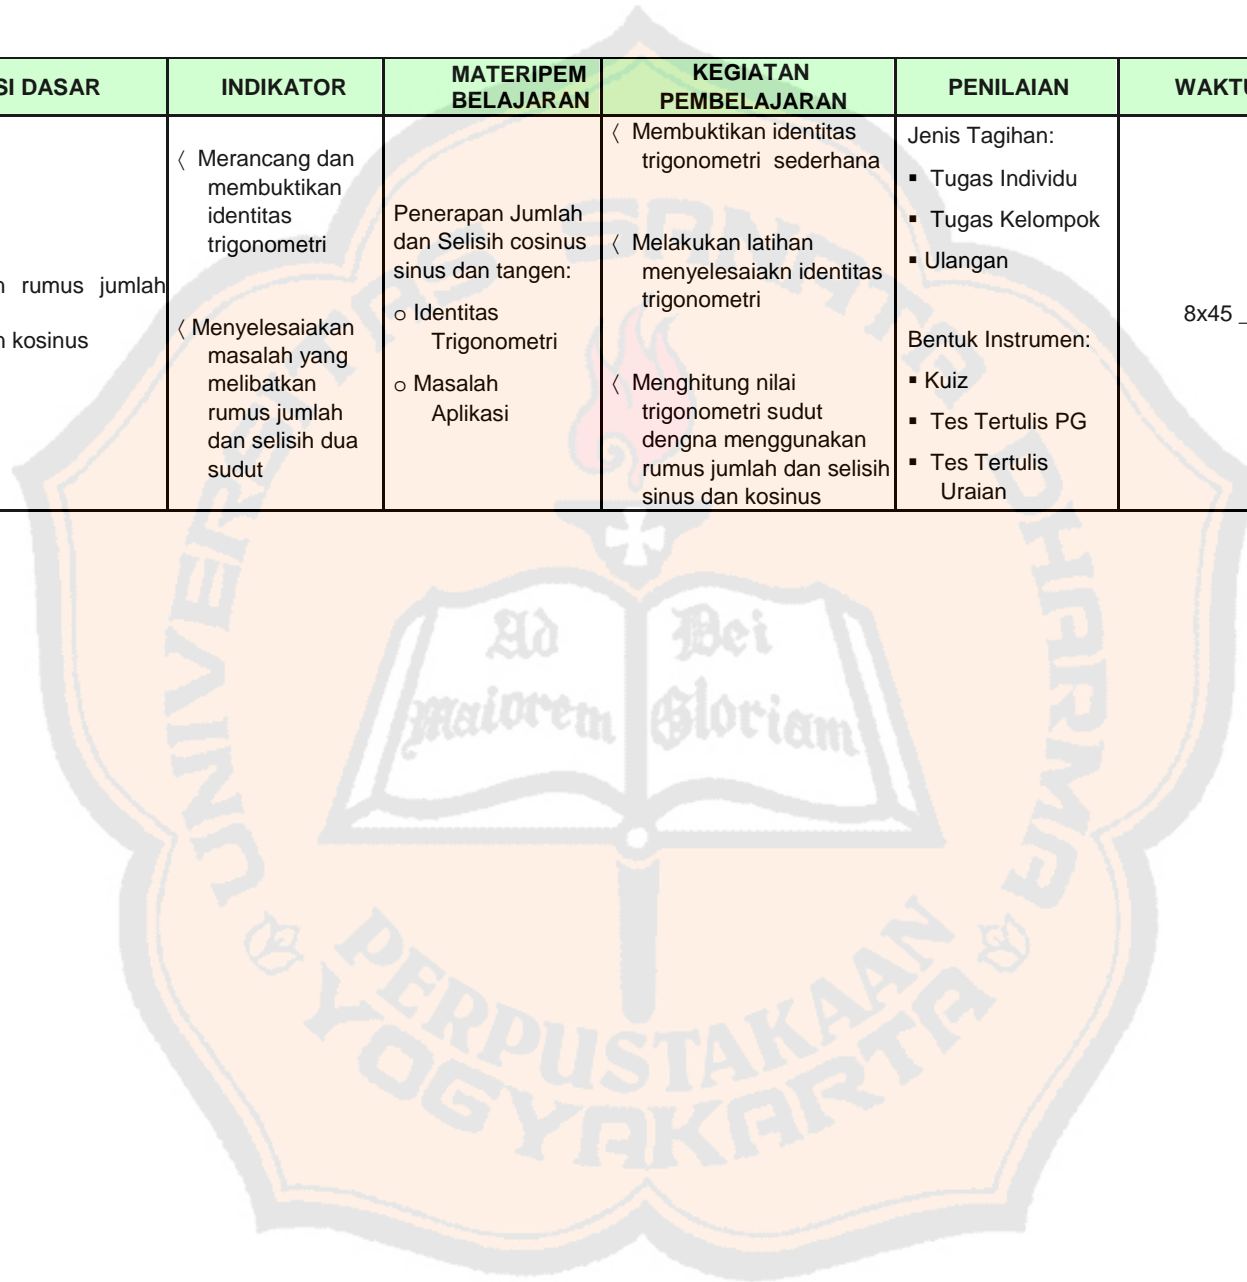 SI DASAR
INDIKATOR
MATERIPEM
BELAJARAN
KEGIATAN
PEMBELAJARAN
PENILAIAN
WAKTU
n rumus jumlah
n kosinus
〈 Merancang dan
membuktikan
identitas
trigonometri
〈 Menyelesaiakan
masalah yang
melibatkan
rumus jumlah
dan selisih dua
sudut
Penerapan Jumlah
dan Selisih cosinus
sinus dan tangen:
o Identitas
Trigonometri
o Masalah
Aplikasi
〈 Membuktikan identitas
trigonometri sederhana
〈 Melakukan latihan
menyelesaiakn identitas
trigonometri
〈 Menghitung nilai
trigonometri sudut
dengna menggunakan
rumus jumlah dan selisih
sinus dan kosinus
Jenis Tagihan:
▪ Tugas Individu
▪ Tugas Kelompok
▪ Ulangan
Bentuk Instrumen:
▪ Kuiz
▪ Tes Tertulis PG
▪ Tes Tertulis
Uraian
8x45 _
UNIVERSITAS SANATA DHARMA
Ad
maiorem
Dei
Gloriam
PERPUSTAKAAN
YOGYAKARTA